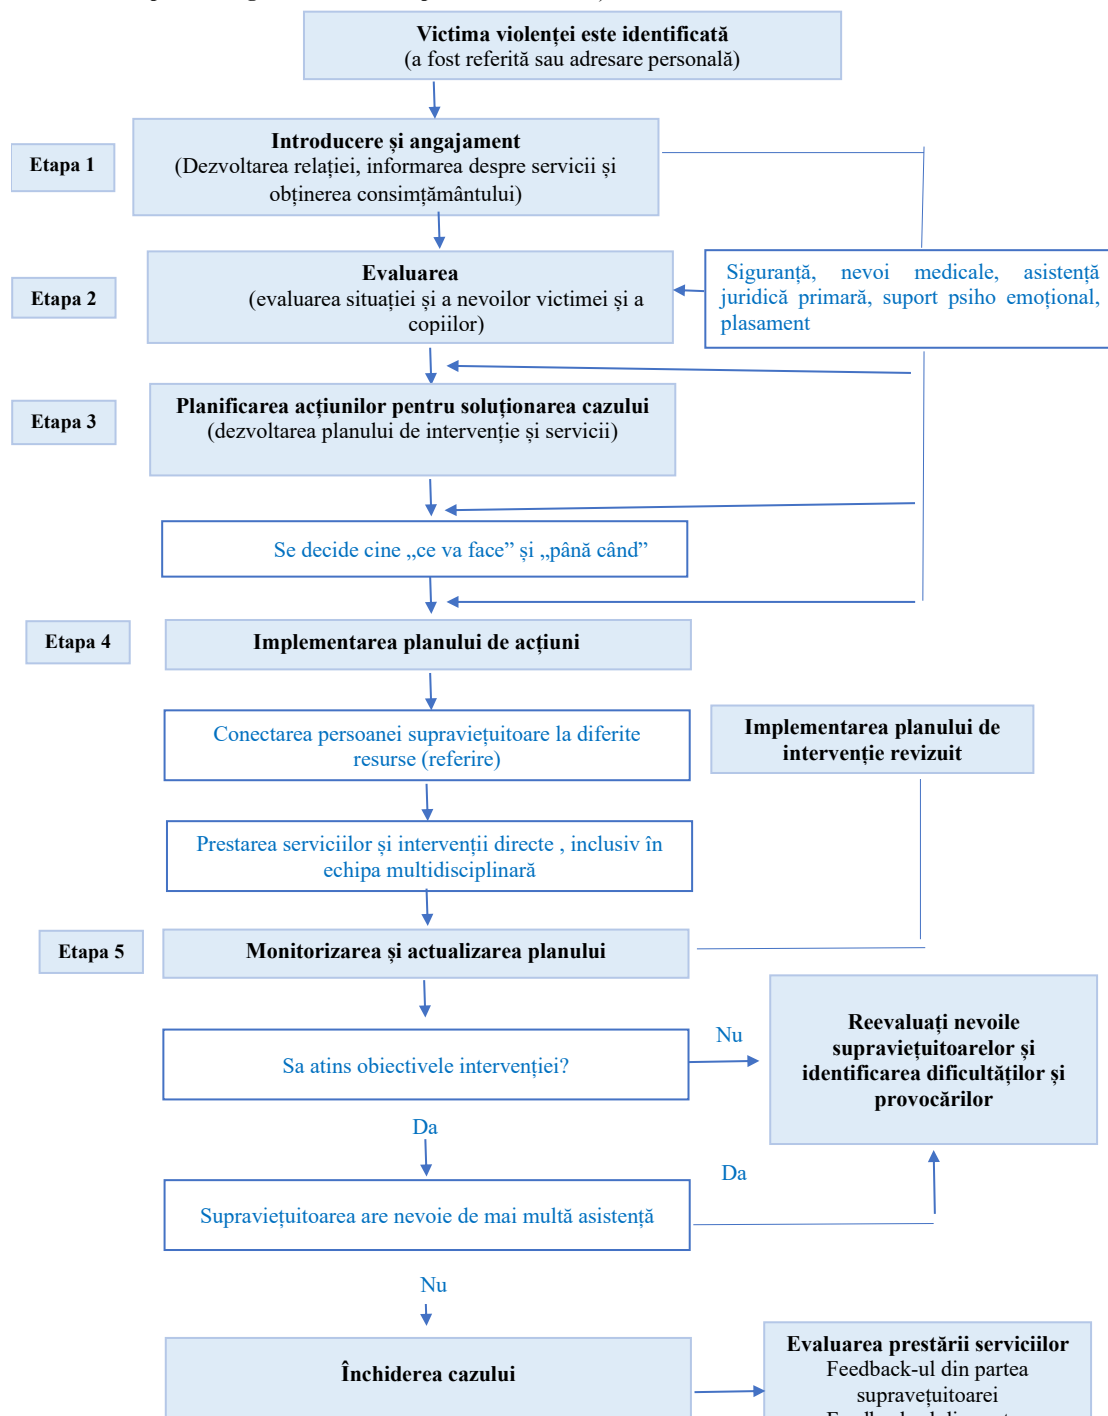 Victima violenței este identificată
(a fost referită sau adresare personală)
Etapa 1
Introducere și angajament
(Dezvoltarea relației, informarea despre servicii și
obținerea consimțământului)
Etapa 2
Evaluarea
(evaluarea situației și a nevoilor victimei și a
copiilor)
Siguranță, nevoi medicale, asistență
juridică primară, suport psiho emoțional,
plasament
Etapa 3
Planificarea acțiunilor pentru soluționarea cazului
(dezvoltarea planului de intervenție și servicii)
Se decide cine „ce va face” și „până când”
Etapa 4
Implementarea planului de acțiuni
Conectarea persoanei supraviețuitoare la diferite
resurse (referire)
Implementarea planului de
intervenție revizuit
Prestarea serviciilor și intervenții directe , inclusiv în
echipa multidisciplinară
Etapa 5
Monitorizarea și actualizarea planului
Sa atins obiectivele intervenției?
Nu
Reevaluați nevoile
supraviețuitoarelor și
identificarea dificultăților și
provocărilor
Da
Supraviețuitoarea are nevoie de mai multă asistență
Da
Nu
Închiderea cazului
Evaluarea prestării serviciilor
Feedback-ul din partea
supravețuitoarei